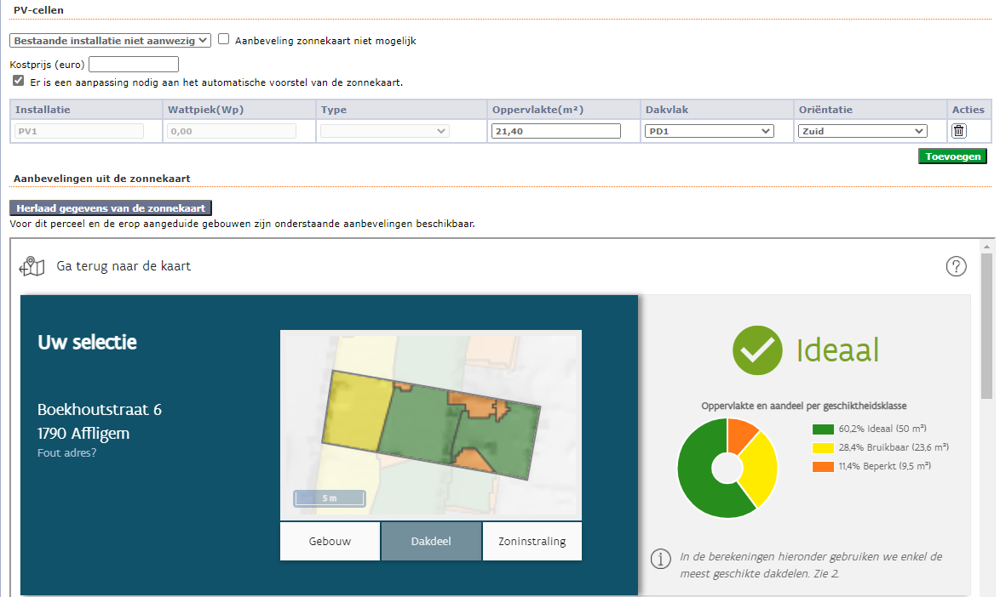 PV-cellen
Bestaande installatie niet aanwezig Aanbeveling zonnekaart niet mogelijk
Kostprijs (euro)
Er is een aanpassing nodig aan het automatische voorstel van de zonnekaart.
Installatie Wattpiek(Wp) Type Oppervlakte(m²) Dakvlak Oriëntatie Acties
PV1 0,00 21,40 PD1 Zuid
Toevoegen
Aanbevelingen uit de zonnekaart
Herlaad gegevens van de zonnekaart
Voor dit perceel en de erop aangeduide gebouwen zijn onderstaande aanbevelingen beschikbaar.
Ga terug naar de kaart ?
Uw selectie
Boekhoutstraat 6
1790 Affligem
Fout adres?
5 m
Gebouw Dakdeel Zoninstraling
Ideaal
Oppervlakte en aandeel per geschiktheidsklasse
60,2% Ideaal (50 m²)
28,4% Bruikbaar (23,6 m²)
11,4% Beperkt (9,5 m²)
i In de berekeningen hieronder gebruiken we enkel de
meest geschikte dakdelen. Zie 2.